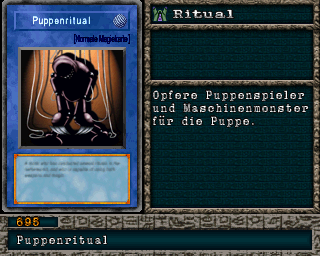 Puppenritual
[Normale Magiekarte]
Ritual
Opfere Puppenspieler
und Maschinenmonster
für die Puppe.
695
Puppenritual